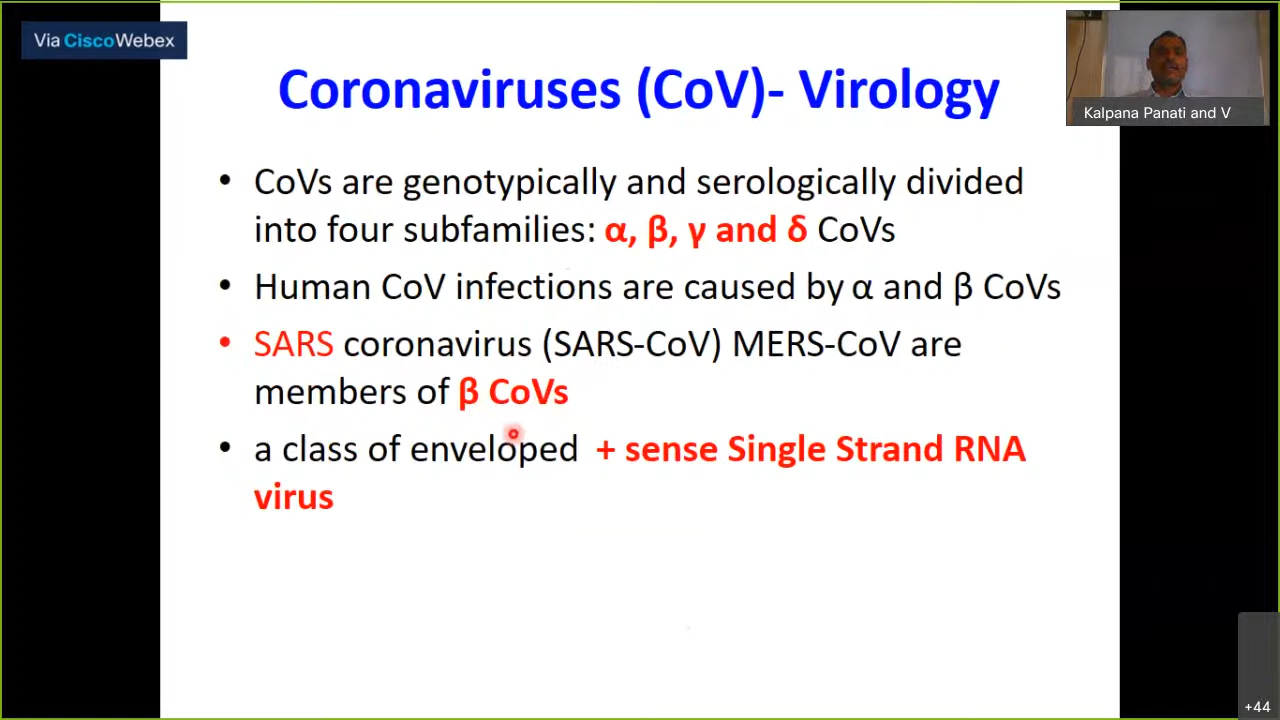 Via CiscoWebex
Coronaviruses (CoV)- Virology
Kalpana Panati and V
• CoVs are genotypically and serologically divided
into four subfamilies: α, β, γ and δ CoVs
• Human CoV infections are caused by α and β CoVs
• SARS coronavirus (SARS-CoV) MERS-CoV are
members of β CoVs
• a class of enveloped + sense Single Strand RNA
virus
+44